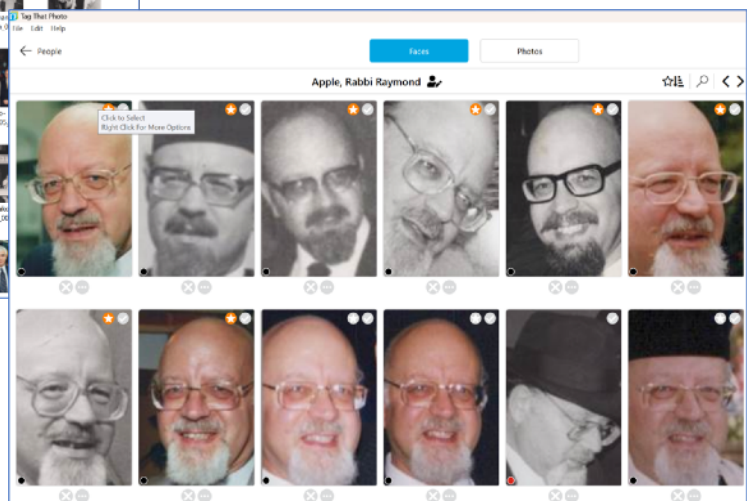 Tag That Photo
File Edit Help
People
Faces
Photos
Apple, Rabbi Raymond
Click to Select
Right Click for More Options